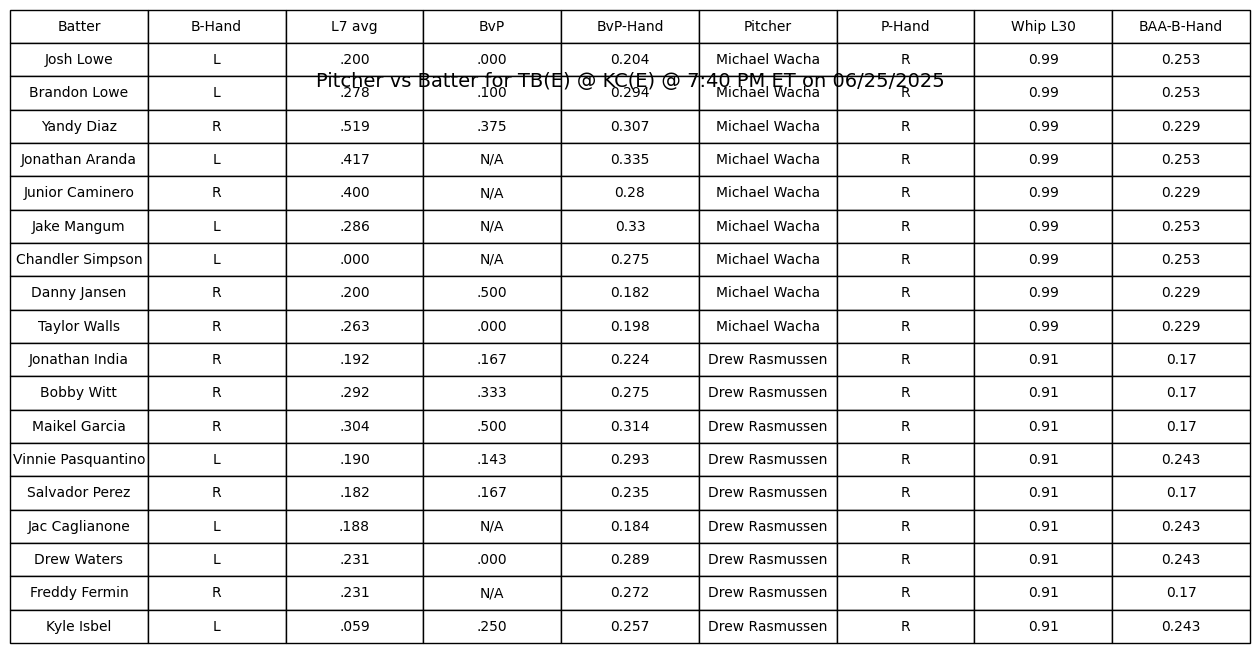 Batter B-Hand L7 avg BvP BvP-Hand Pitcher P-Hand Whip L30 BAA-B-Hand
Josh Lowe L .200 .000 0.204 Michael Wacha R 0.99 0.253
Pitcher vs Batter for TB(E) @ KC(E) @ 7:40 PM ET on 06/25/2025
Brandon Lowe L .278 .100 0.294 Michael Wacha R 0.99 0.253
Yandy Diaz R .519 .375 0.307 Michael Wacha R 0.99 0.229
Jonathan Aranda L .417 N/A 0.335 Michael Wacha R 0.99 0.253
Junior Caminero R .400 N/A 0.28 Michael Wacha R 0.99 0.229
Jake Mangum L .286 N/A 0.33 Michael Wacha R 0.99 0.253
Chandler Simpson L .000 N/A 0.275 Michael Wacha R 0.99 0.253
Danny Jansen R .200 .500 0.182 Michael Wacha R 0.99 0.229
Taylor Walls R .263 .000 0.198 Michael Wacha R 0.99 0.229
Jonathan India R .192 .167 0.224 Drew Rasmussen R 0.91 0.17
Bobby Witt R .292 .333 0.275 Drew Rasmussen R 0.91 0.17
Maikel Garcia R .304 .500 0.314 Drew Rasmussen R 0.91 0.17
Vinnie Pasquantino L .190 .143 0.293 Drew Rasmussen R 0.91 0.243
Salvador Perez R .182 .167 0.235 Drew Rasmussen R 0.91 0.17
Jac Caglianone L .188 N/A 0.184 Drew Rasmussen R 0.91 0.243
Drew Waters L .231 .000 0.289 Drew Rasmussen R 0.91 0.243
Freddy Fermin R .231 N/A 0.272 Drew Rasmussen R 0.91 0.17
Kyle Isbel L .059 .250 0.257 Drew Rasmussen R 0.91 0.243